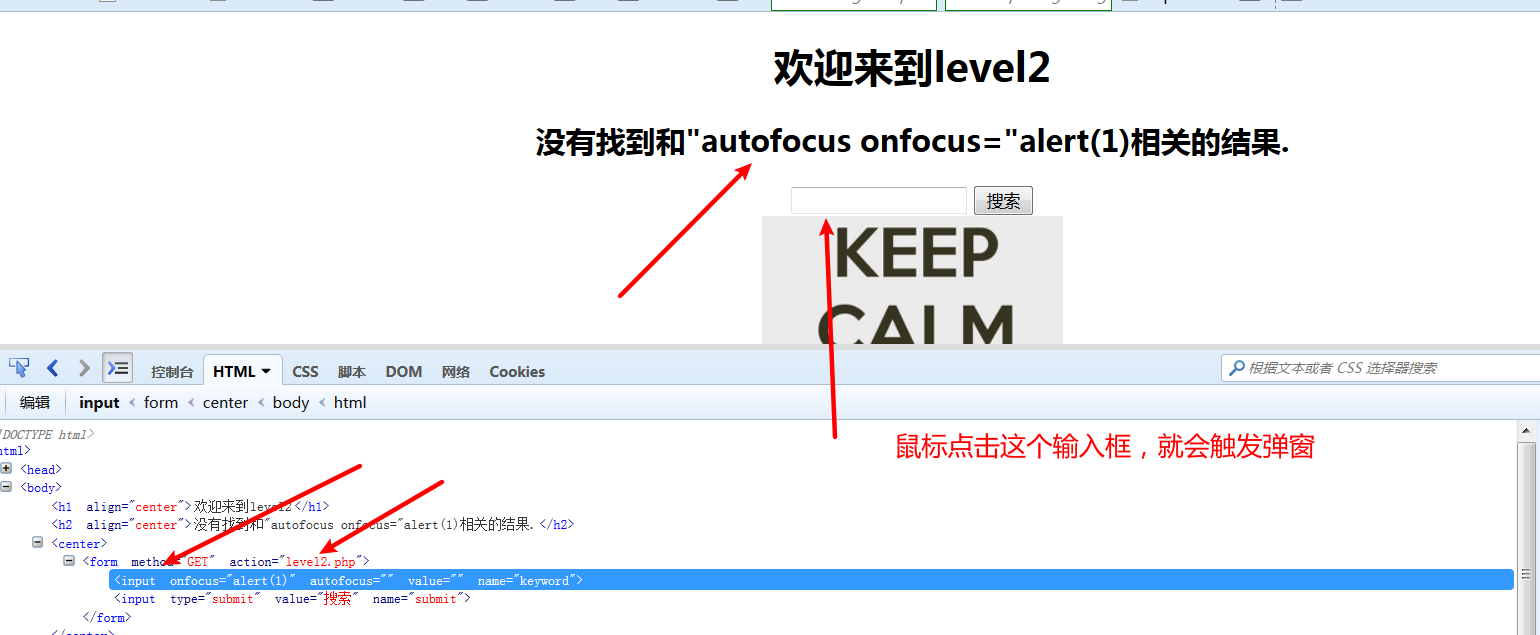 欢迎来到level2
没有找到和"autofocus onfocus="alert(1)相关的结果.
搜索
KEEP
CALM
控制台 HTML CSS 脚本 DOM 网络 Cookies 根据文本或者 CSS 选择器搜索
编辑 input < form < center < body < html
!DOCTYPE html>
html>
鼠标点击这个输入框，就会触发弹窗
<head>
<body>
<h1 align="center">欢迎来到level2</h1>
<h2 align="center">没有找到和"autofocus onfocus="alert(1)相关的结果.</h2>
<center>
<form method="GET" action="level2.php">
<input onfocus="alert(1)" autofocus="" value="" name="keyword">
<input type="submit" value="搜索" name="submit">
</form>
</center>